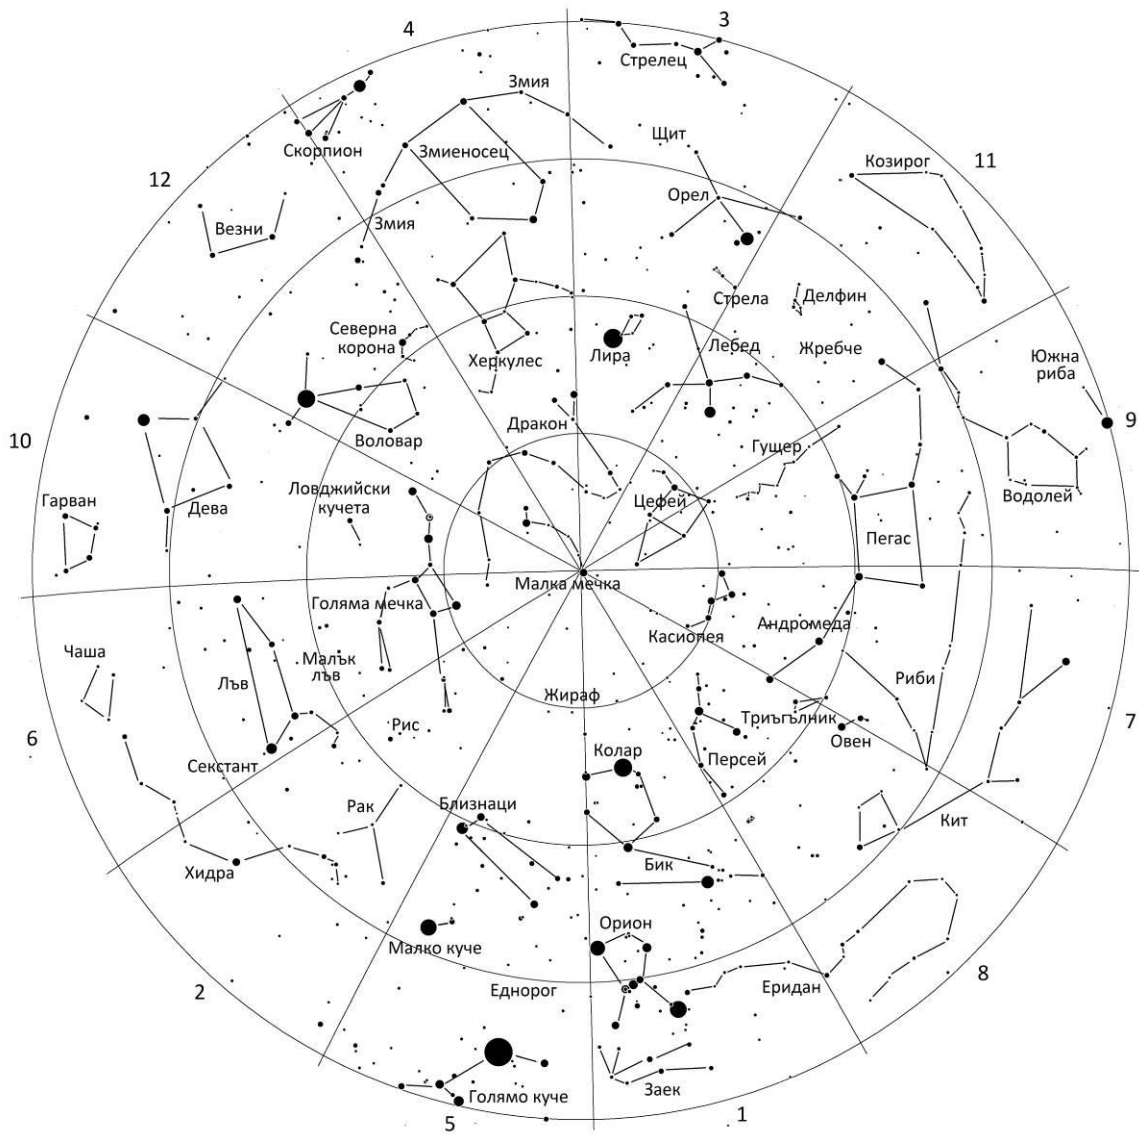 3
4
Стрелец
Змия
Щит
Скорпион
Змиеносец
Козирог
11
12
Орел
Везни
Змия
Стрела
Делфин
Северна
корона
Херкулес
Лира
Лебед
Жребче
Южна
риба
9
Дракон
10
Воловар
Гущер
Гарван
Ловджийски
кучета
Дева
Цефей
Водолей
Пегас
Малка мечка
Голяма мечка
Касиопея
Андромеда
Чаша
Малък
лъв
Лъв
Риби
Жираф
Рис
Триъгълник
7
6
Овен
Секстант
Колар
Персей
Рак
Близнаци
Кит
Хидра
Бик
Орион
Малко куче
8
2
Еднорог
Еридан
Голямо куче
Заек
5
1